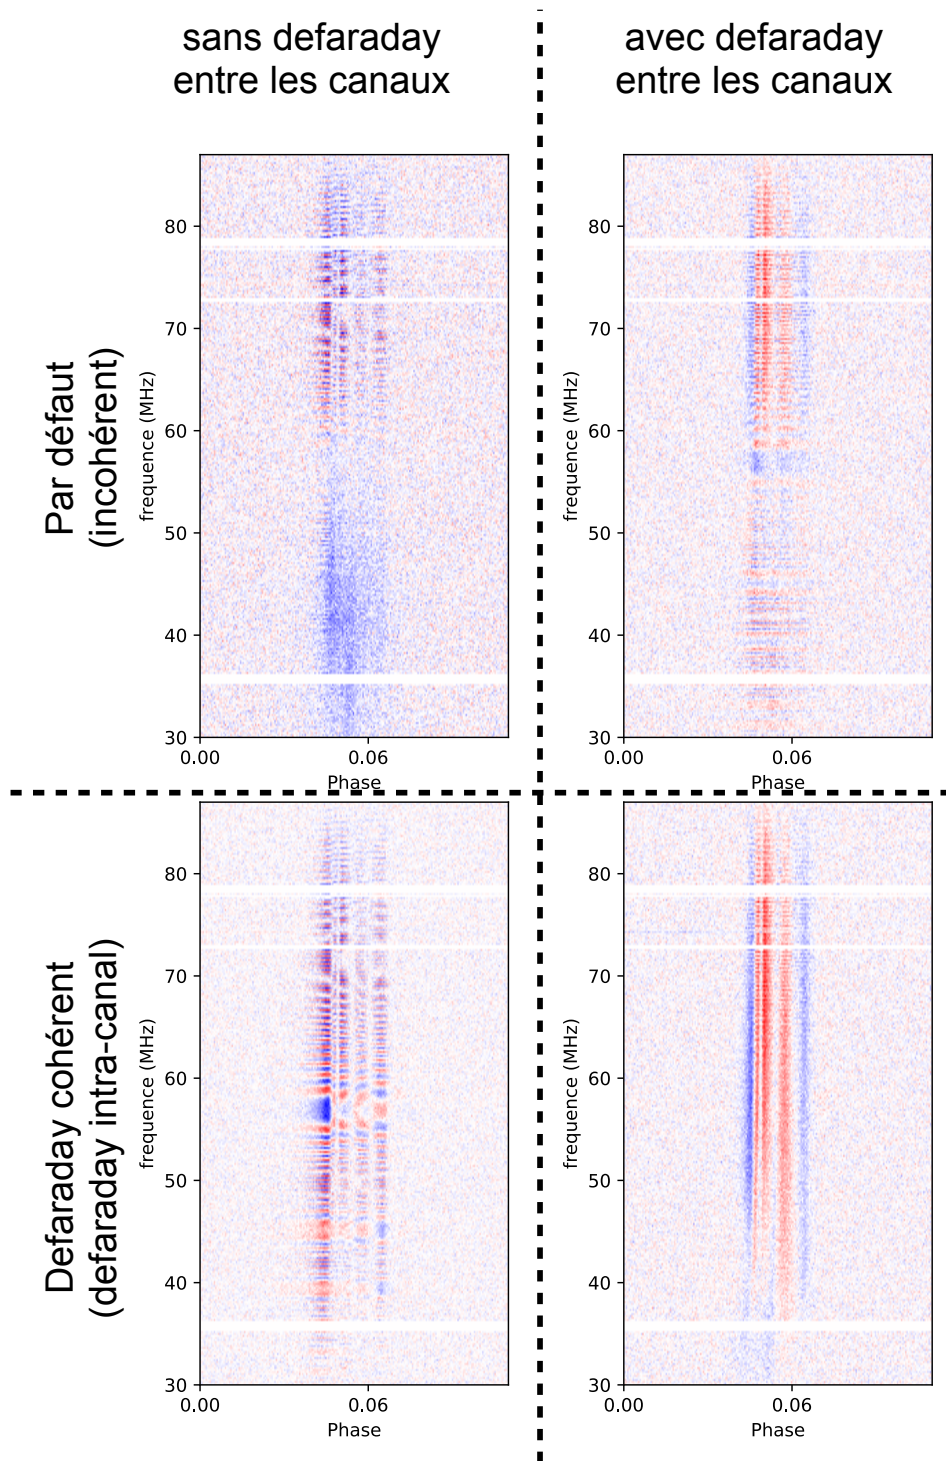 sans defaraday
entre les canaux
avec defaraday
entre les canaux
Par défaut
(incohérent)
frequence (MHz)
80
70
60
50
40
30
0.00
0.06
Phase
frequence (MHz)
80
70
60
50
40
30
0.00
0.06
Phase
Defaraday cohérent
(defaraday intra-canal)
frequence (MHz)
80
70
60
50
40
30
0.00
0.06
Phase
frequence (MHz)
80
70
60
50
40
30
0.00
0.06
Phase